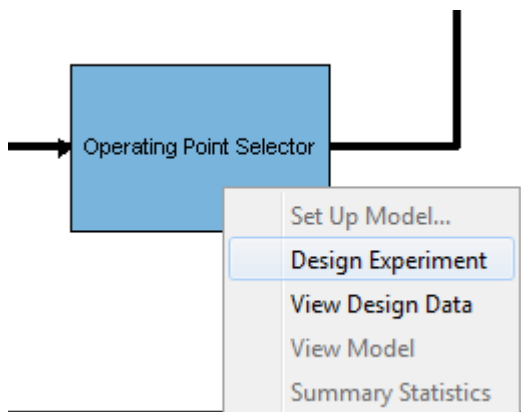 Operating Point Selector
Set Up Model...
Design Experiment
View Design Data
View Model
Summary Statistics